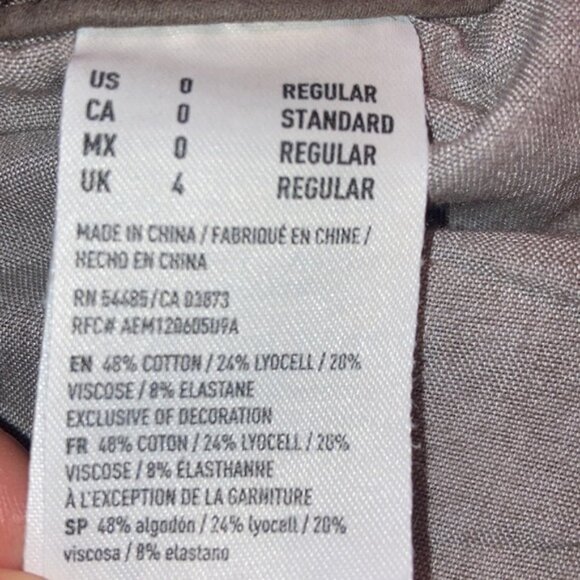 US 0 REGULAR
CA 0 STANDARD
MX 0 REGULAR
UK 4 REGULAR
MADE IN CHINA / FABRIQUÉ EN CHINE /
HECHO EN CHINA
RN 54485/CA 03873
RFC# AEM120605U9A
EN 48% COTTON / 24% LYOCELL / 20%
VISCOSE / 8% ELASTANE
EXCLUSIVE OF DECORATION
FR 48% COTON / 24% LYOCELL / 20%
VISCOSE / 8% ÉLASTHANNE
À L'EXCEPTION DE LA GARNITURE
SP 48% algodón / 24% lyocell / 20%
viscosa / 8% elastano